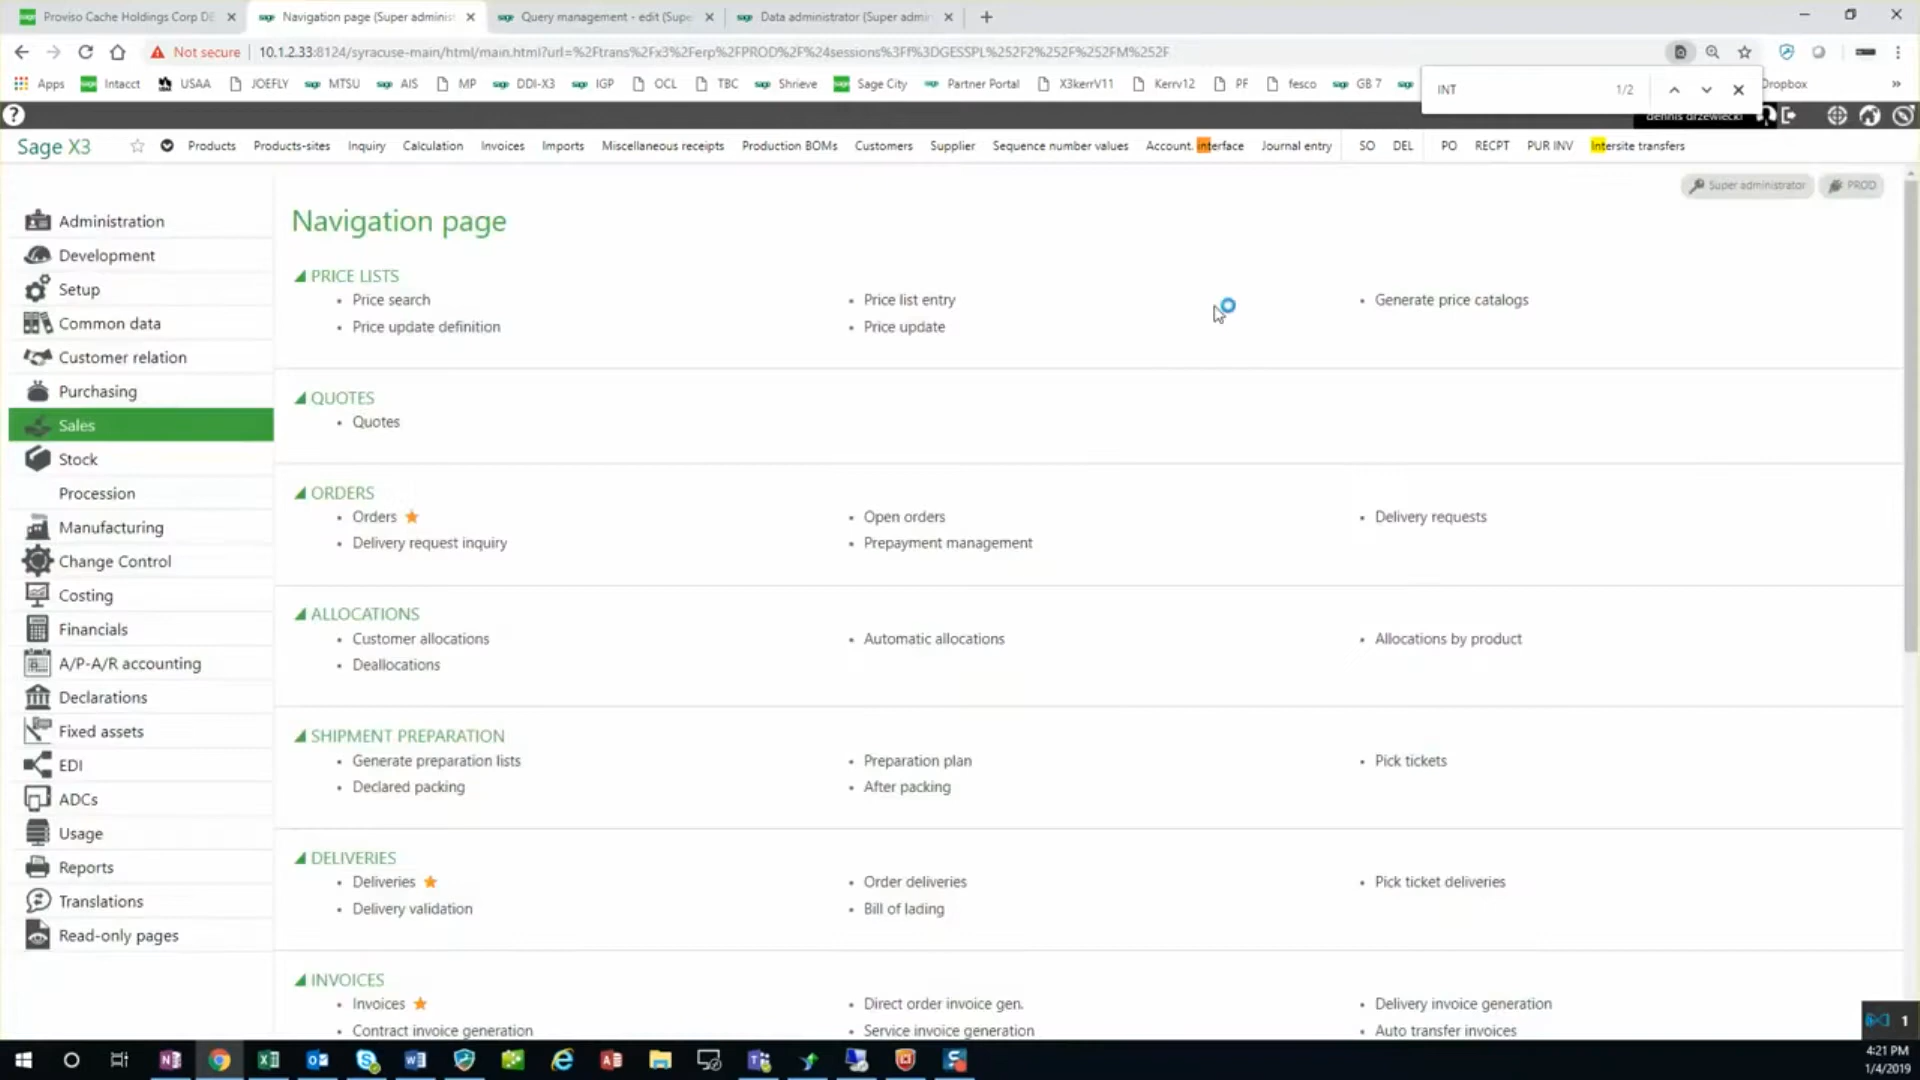 Proviso Cache Holdings Corp DE
Navigation page (Super administ
Query management - edit (Supe
Data administrator (Super admi
Not secure
10.1.2.33:8124/syracuse-main/html/main.html?url=%2Ftrans%2Fx3%2Ferp%2FPROD%2F%24sessions%3Ff%3DGESSPL%252F2%252F%252FM%252F
Apps Intacct USAA JOEFLY MTSU AIS MP DDI-X3 IGP OCL TBC Shrieve Sage City Partner Portal X3kerrV11 Kerrv12 PF fesco GB 7 Dropbox »
INT 1/2
dennis drzewiecki
Sage X3
Products Products-sites Inquiry Calculation Invoices Imports Miscellaneous receipts Production BOMs Customers Supplier Sequence number values Account. interface Journal entry SO DEL PO RECPT PUR INV Intersite transfers
Super administrator PROD
Administration
Development
Setup
Common data
Customer relation
Purchasing
Sales
Stock
Procession
Manufacturing
Change Control
Costing
Financials
A/P-A/R accounting
Declarations
Fixed assets
EDI
ADCs
Usage
Reports
Translations
Read-only pages
Navigation page
PRICE LISTS
Price search Price list entry Generate price catalogs
Price update definition Price update
QUOTES
Quotes
ORDERS
Orders Open orders Delivery requests
Delivery request inquiry Prepayment management
ALLOCATIONS
Customer allocations Automatic allocations Allocations by product
Deallocations
SHIPMENT PREPARATION
Generate preparation lists Preparation plan Pick tickets
Declared packing After packing
DELIVERIES
Deliveries Order deliveries Pick ticket deliveries
Delivery validation Bill of lading
INVOICES
Invoices Direct order invoice gen. Delivery invoice generation
Contract invoice generation Service invoice generation Auto transfer invoices
1
4:21 PM
1/4/2019